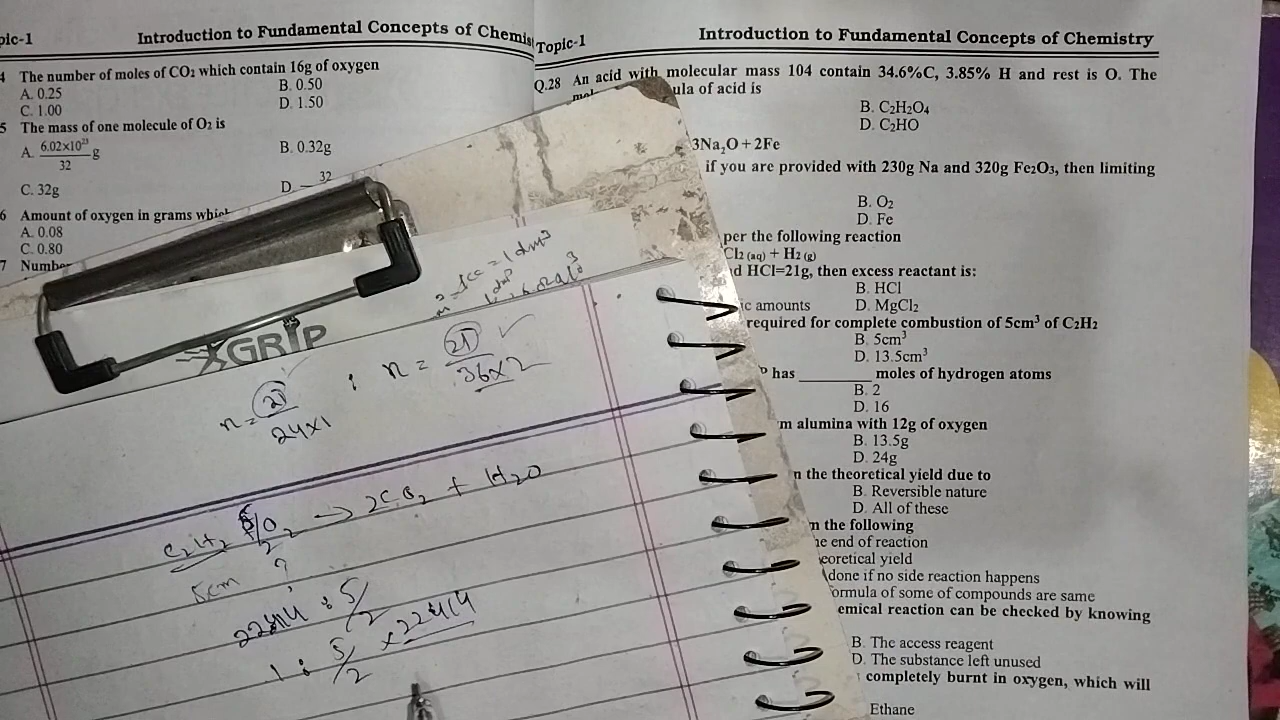 pic-1
Introduction to Fundamental Concepts of Chemis
4 The number of moles of CO₂ which contain 16g of oxygen
A. 0.25
B. 0.50
C. 1.00
D. 1.50
5 The mass of one molecule of O₂ is
A. 6.02×10²³/32 g
B. 0.32g
C. 32g
D. 32
6 Amount of oxygen in grams whic
A. 0.08
C. 0.80
7 Number
GRIP
n = 21/24×1 ; n = 21/36×2
C₂H₂ 5/2 O₂ → 2CO₂ + H₂O
5cm ?
22414 : 5/2
1 : 5/2 × 22414
Topic-1
Introduction to Fundamental Concepts of Chemistry
Q.28 An acid with molecular mass 104 contain 34.6%C, 3.85% H and rest is O. The
ula of acid is
B. C₂H₂O₄
D. C₂HO
3Na₂O + 2Fe
if you are provided with 230g Na and 320g Fe₂O₃, then limiting
B. O₂
D. Fe
per the following reaction
Cl₂ (aq) + H₂ (g)
d HCl=21g, then excess reactant is:
B. HCl
ic amounts
D. MgCl₂
required for complete combustion of 5cm³ of C₂H₂
B. 5cm³
D. 13.5cm³
has ________ moles of hydrogen atoms
B. 2
D. 16
m alumina with 12g of oxygen
B. 13.5g
D. 24g
n the theoretical yield due to
B. Reversible nature
D. All of these
n the following
he end of reaction
eoretical yield
done if no side reaction happens
ormula of some of compounds are same
emical reaction can be checked by knowing
B. The access reagent
D. The substance left unused
completely burnt in oxygen, which will
Ethane